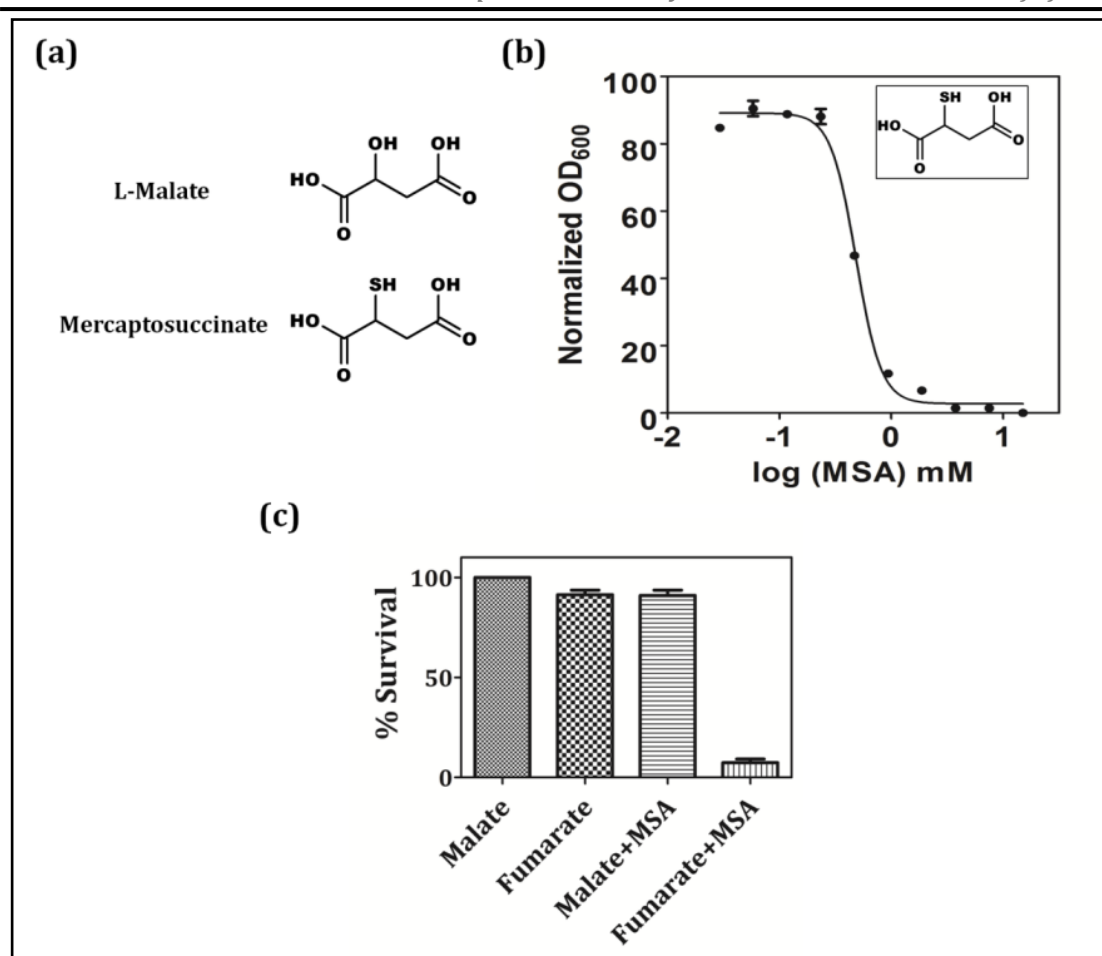 (a)
L-Malate
OH
OH
HO
O
O
Mercaptosuccinate
SH
OH
HO
O
O
(b)
Normalized OD600
100
80
60
40
20
0
-2
-1
0
1
log (MSA) mM
SH
OH
HO
O
O
(c)
% Survival
100
50
0
Malate
Fumarate
Malate+MSA
Fumarate+MSA